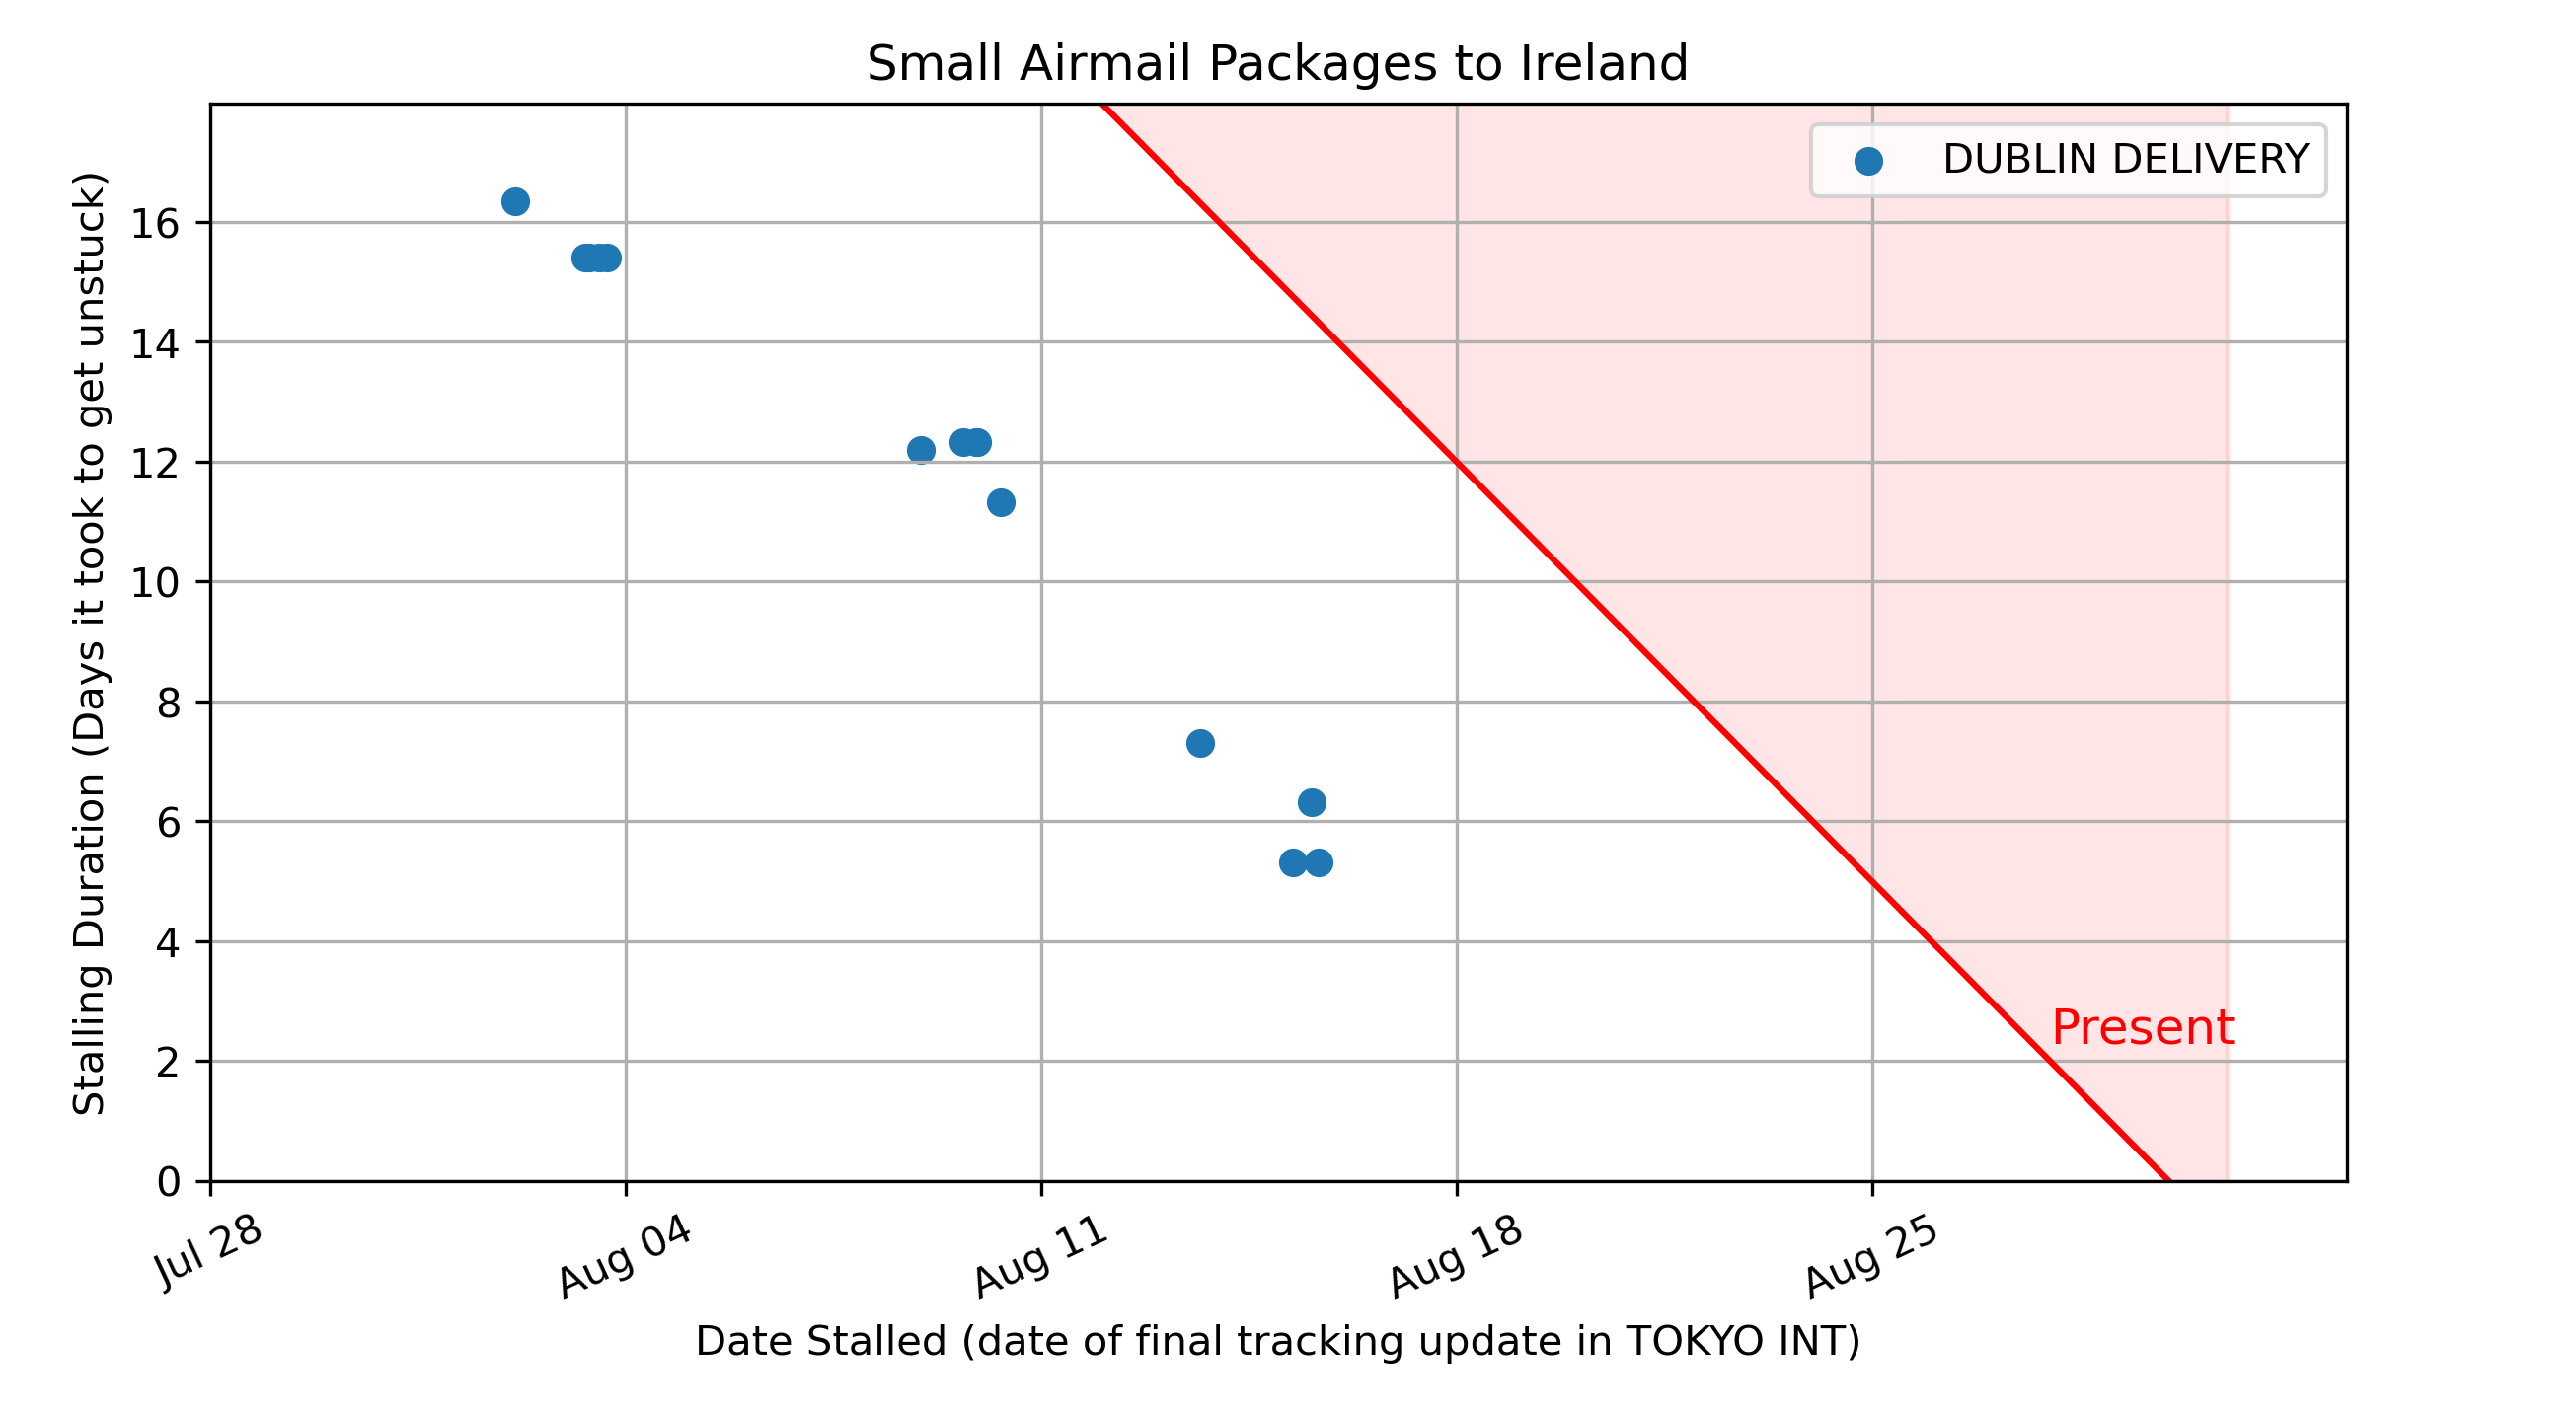 Small Airmail Packages to Ireland
DUBLIN DELIVERY
Stalling Duration (Days it took to get unstuck)
16
14
12
10
8
6
4
2
0
Present
Jul 28
Aug 04
Aug 11
Aug 18
Aug 25
Date Stalled (date of final tracking update in TOKYO INT)